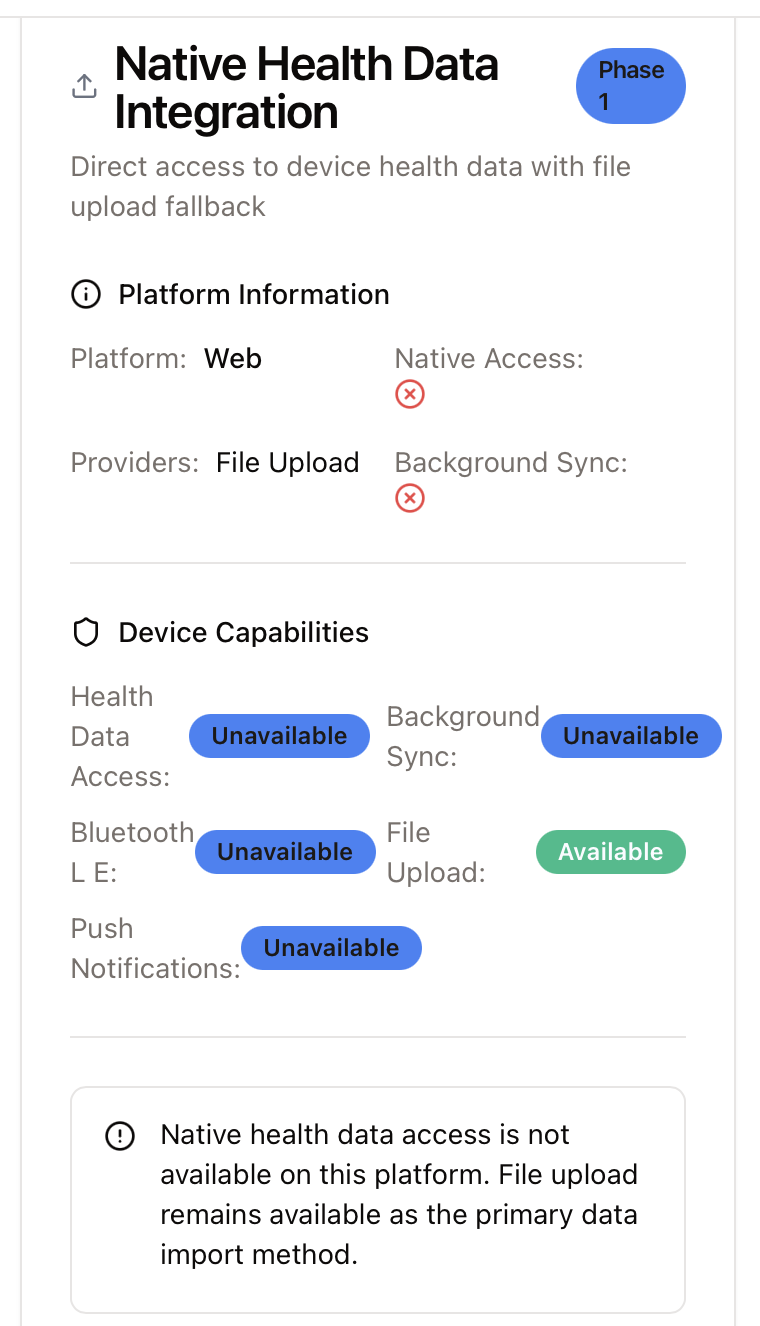 Native Health Data
Integration
Phase
1
Direct access to device health data with file
upload fallback
Platform Information
Platform: Web
Native Access:
Providers: File Upload
Background Sync:
Device Capabilities
Health
Data
Access:
Unavailable
Background
Sync:
Unavailable
Bluetooth
L E:
Unavailable
File
Upload:
Available
Push
Notifications:
Unavailable
Native health data access is not
available on this platform. File upload
remains available as the primary data
import method.